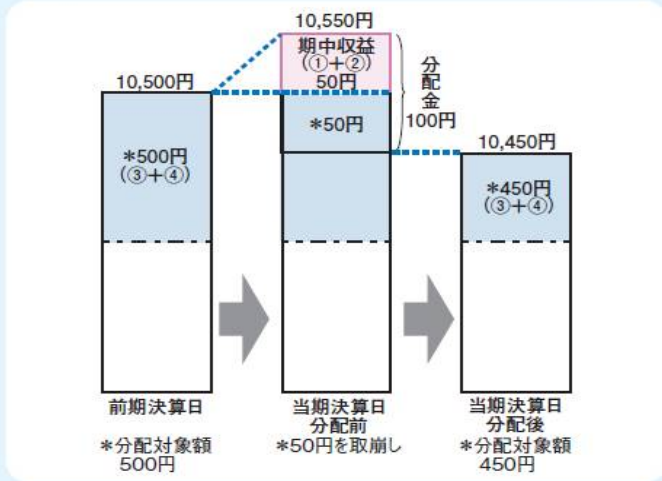 10,550円
期中収益
(①+②)
50円
分配金
100円
10,500円
*50円
10,450円
*500円
(③+④)
*450円
(③+④)
前期決算日
当期決算日
分配前
当期決算日
分配後
*分配対象額
500円
*50円を取崩し
*分配対象額
450円